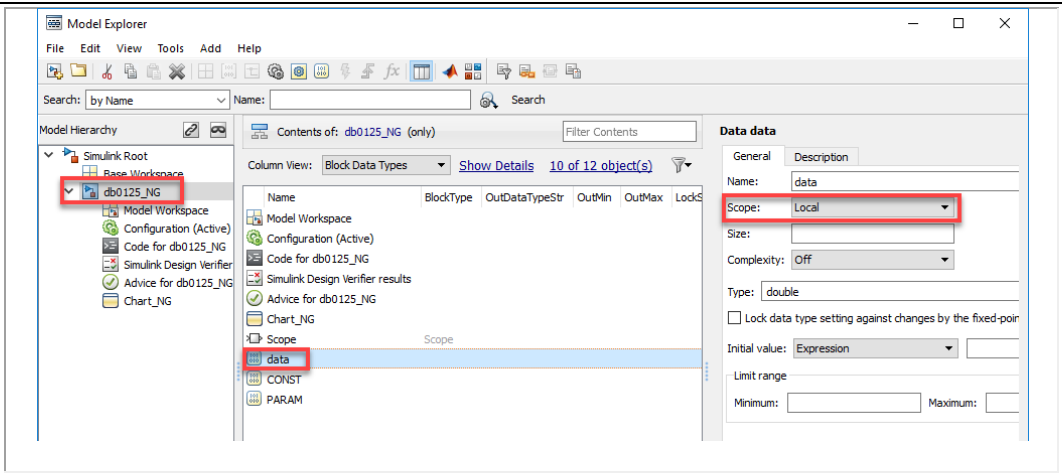 Model Explorer
File Edit View Tools Add Help
Search: by Name Name: Search
Model Hierarchy
Simulink Root
Base Workspace
db0125_NG
Model Workspace
Configuration (Active)
Code for db0125_NG
Simulink Design Verifier
Advice for db0125_NG
Chart_NG
Contents of: db0125_NG (only) Filter Contents
Column View: Block Data Types Show Details 10 of 12 object(s)
Name BlockType OutDataTypeStr OutMin OutMax LockS
Model Workspace
Configuration (Active)
Code for db0125_NG
Simulink Design Verifier results
Advice for db0125_NG
Chart_NG
Scope Scope
data
CONST
PARAM
Data data
General Description
Name: data
Scope: Local
Size:
Complexity: Off
Type: double
Lock data type setting against changes by the fixed-poin
Initial value: Expression
Limit range
Minimum: Maximum: